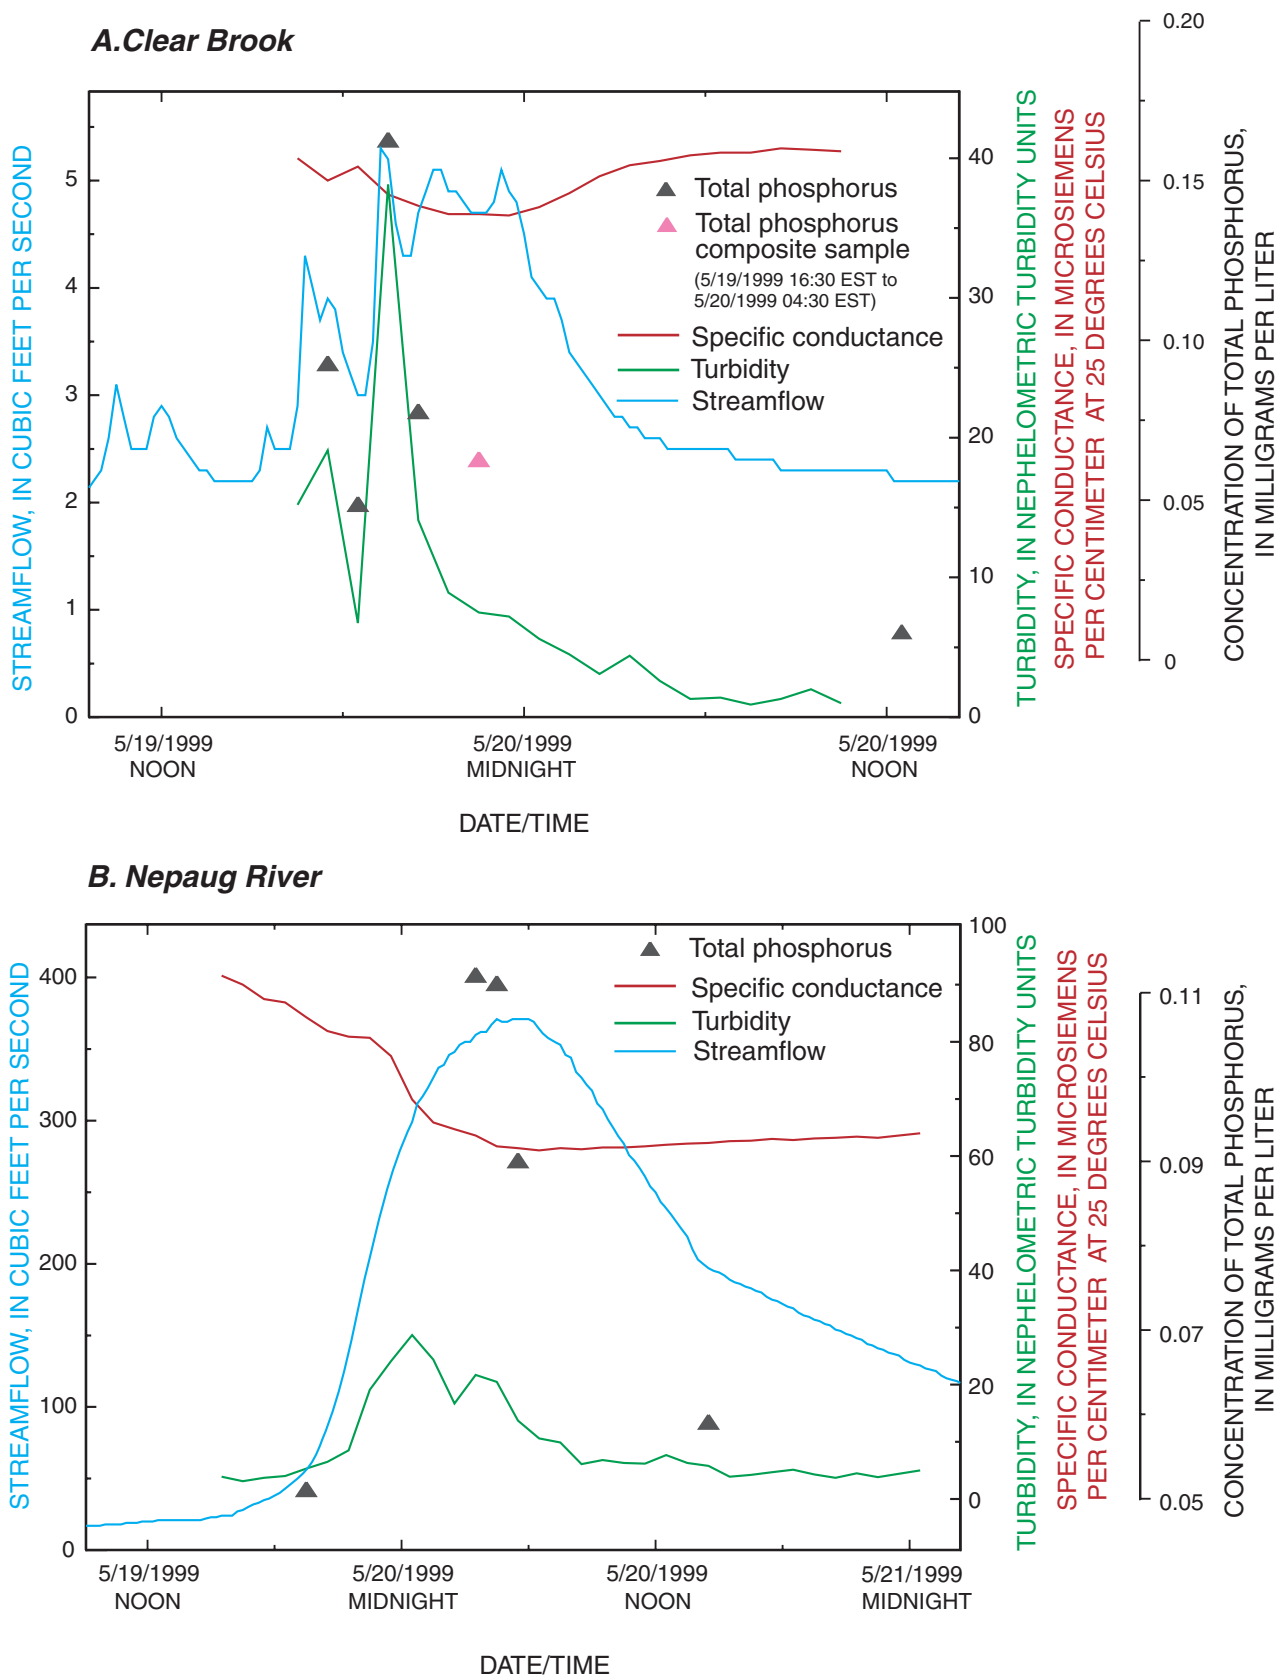 A.Clear Brook
STREAMFLOW, IN CUBIC FEET PER SECOND
5
4
3
2
1
0
Total phosphorus
Total phosphorus
composite sample
(5/19/1999 16:30 EST to
5/20/1999 04:30 EST)
Specific conductance
Turbidity
Streamflow
40
30
20
10
0
TURBIDITY, IN NEPHELOMETRIC TURBIDITY UNITS
SPECIFIC CONDUCTANCE, IN MICROSIEMENS
PER CENTIMETER AT 25 DEGREES CELSIUS
0.20
0.15
0.10
0.05
0
CONCENTRATION OF TOTAL PHOSPHORUS,
IN MILLIGRAMS PER LITER
5/19/1999
NOON
5/20/1999
MIDNIGHT
5/20/1999
NOON
DATE/TIME
B. Nepaug River
STREAMFLOW, IN CUBIC FEET PER SECOND
400
300
200
100
0
Total phosphorus
Specific conductance
Turbidity
Streamflow
100
80
60
40
20
0
TURBIDITY, IN NEPHELOMETRIC TURBIDITY UNITS
SPECIFIC CONDUCTANCE, IN MICROSIEMENS
PER CENTIMETER AT 25 DEGREES CELSIUS
0.11
0.09
0.07
0.05
CONCENTRATION OF TOTAL PHOSPHORUS,
IN MILLIGRAMS PER LITER
5/19/1999
NOON
5/20/1999
MIDNIGHT
5/20/1999
NOON
5/21/1999
MIDNIGHT
DATE/TIME